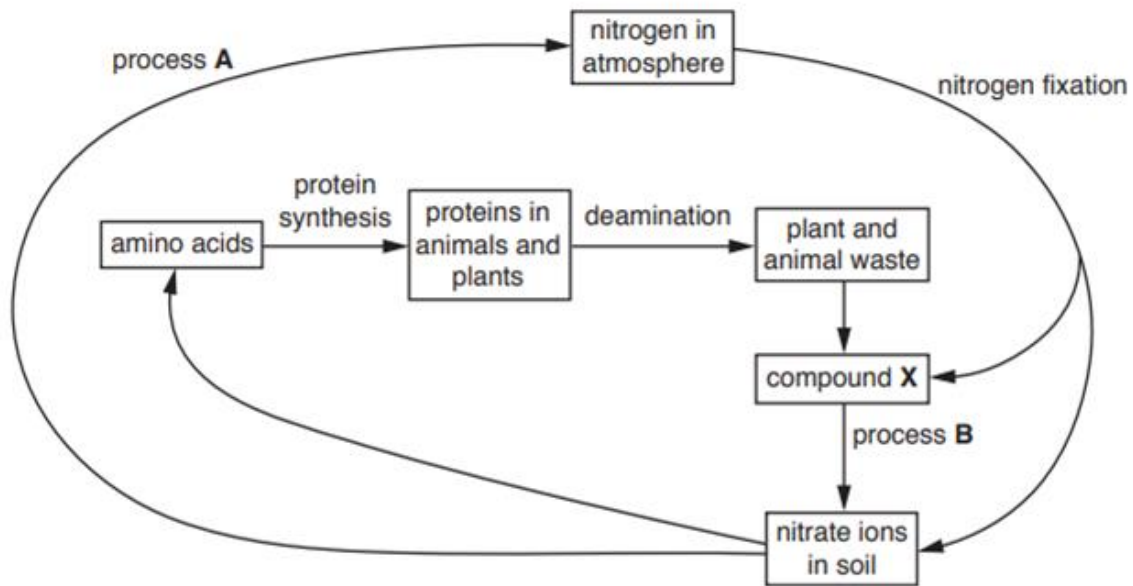 process A
nitrogen in
atmosphere
nitrogen fixation
protein
synthesis
amino acids
proteins in
animals and
plants
deamination
plant and
animal waste
compound X
process B
nitrate ions
in soil